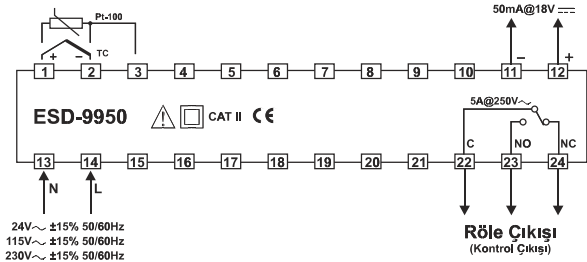 50mA@18V
Pt-100
TC
+ −
− +
1 2 3 4 5 6 7 8 9 10 11 12
5A@250V~
ESD-9950 CAT II CE
C NO NC
13 14 15 16 17 18 19 20 21 22 23 24
N L
24V~ ±15% 50/60Hz
115V~ ±15% 50/60Hz
230V~ ±15% 50/60Hz
Röle Çıkışı
(Kontrol Çıkışı)